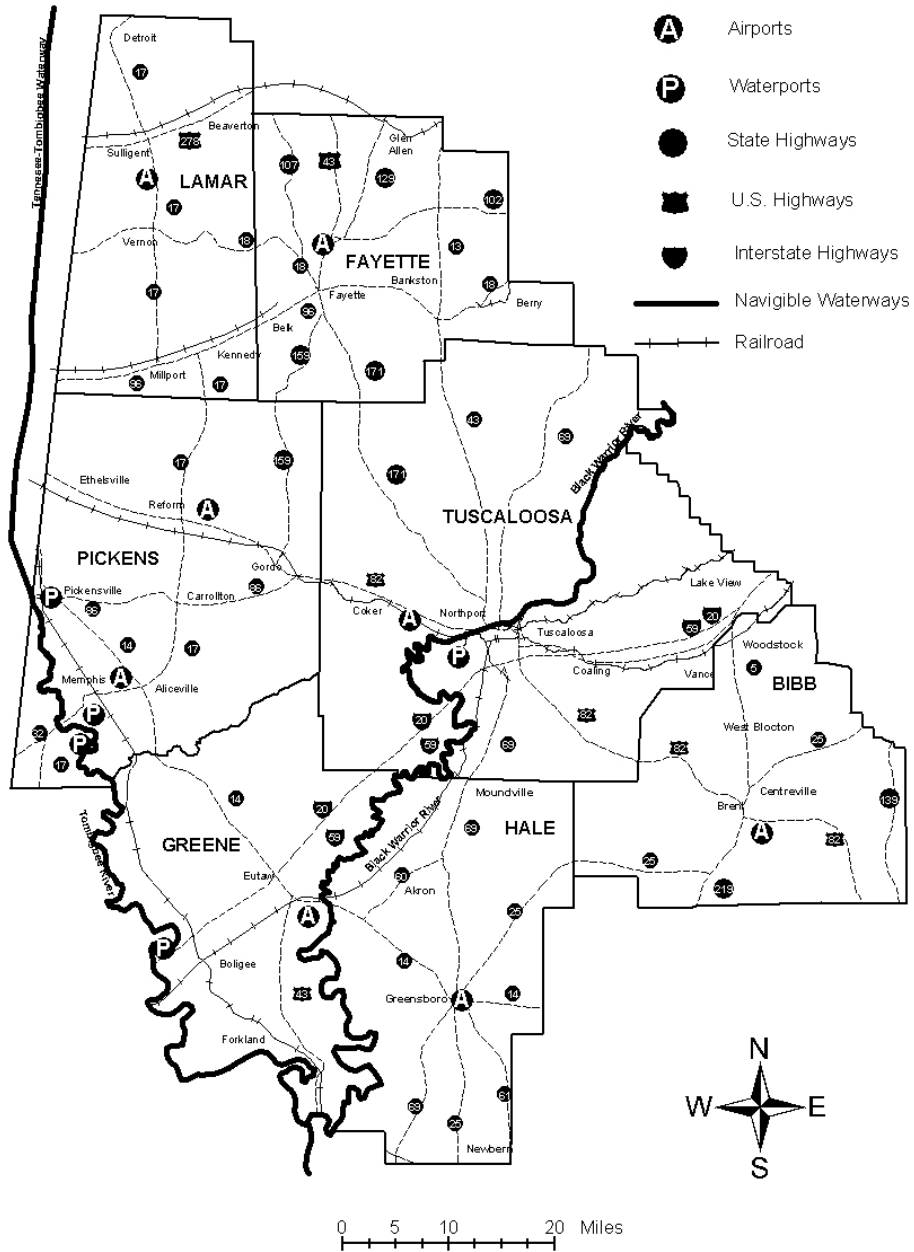 Airports
Waterports
State Highways
U.S. Highways
Interstate Highways
Navigible Waterways
Railroad
A
P
Tennessee-Tombigbee Waterway
Detroit
17
Beaverton
278
Sulligent
A
LAMAR
17
Vernon
18
17
Kennedy
Millport
96
17
Glen
Allen
107
43
129
102
A
13
18
FAYETTE
Bankston
18
Fayette
Berry
96
Belk
159
171
43
69
Black Warrior River
171
TUSCALOOSA
82
Coker
A
Northport
P
Tuscaloosa
Lake View
20
59
Coaling
Vance
82
20
59
69
17
159
Ethelsville
Reform
A
PICKENS
Gordo
P
Pickensville
86
Carrollton
86
14
17
Memphis
A
Aliceville
P
P
32
17
Woodstock
5
BIBB
West Blocton
25
82
Centreville
139
Brent
A
82
25
219
14
20
59
GREENE
Black Warrior River
Tombigbee River
Eutaw
A
P
Boligee
43
Forkland
Moundville
69
HALE
60
Akron
25
14
Greensboro
A
14
69
25
61
Newbern
N
W
E
S
0 5 10 20 Miles